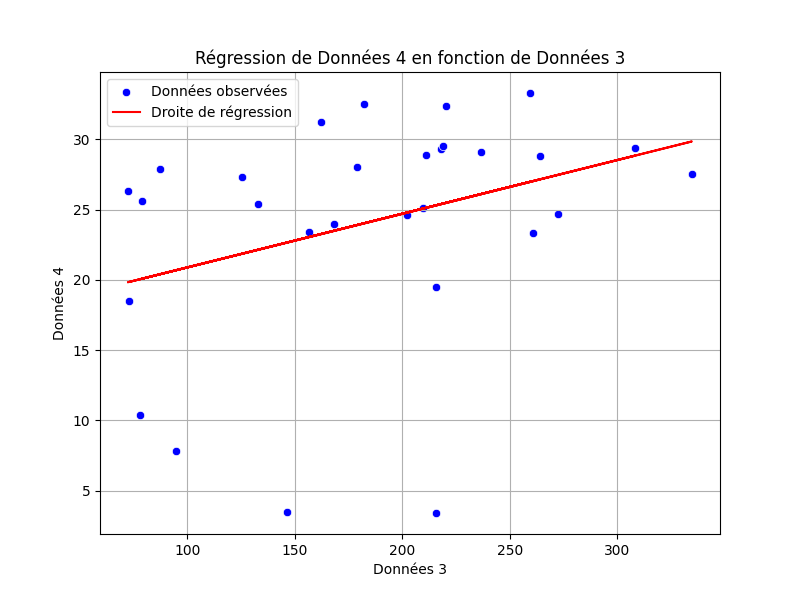 Régression de Données 4 en fonction de Données 3
Données observées
Droite de régression
30
25
20
15
10
5
Données 4
100 150 200 250 300
Données 3